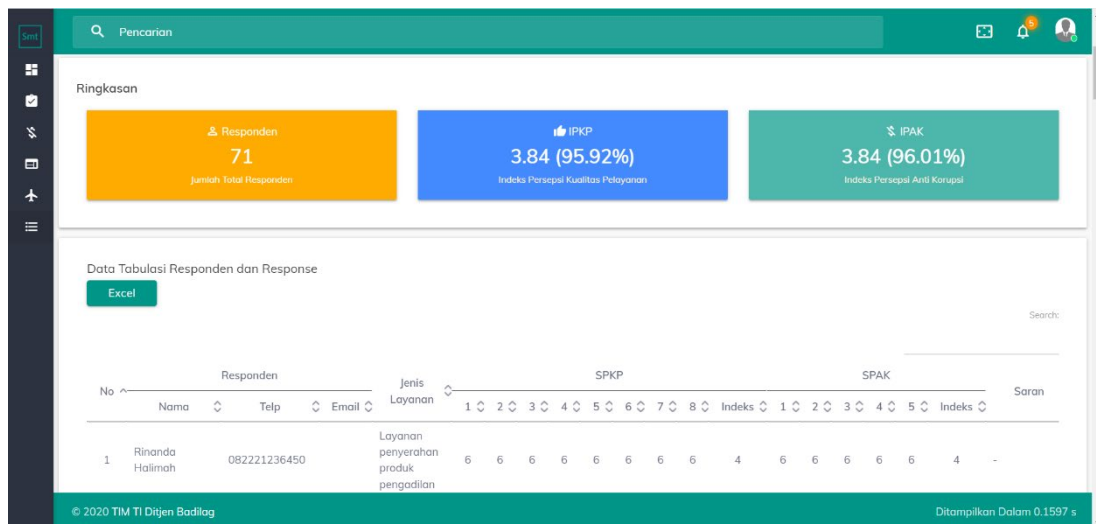 Smt
Pencarian
5
Ringkasan
Responden
71
Jumlah Total Responden
IPKP
3.84 (95.92%)
Indeks Persepsi Kualitas Pelayanan
IPAK
3.84 (96.01%)
Indeks Persepsi Anti Korupsi
Data Tabulasi Responden dan Response
Excel
Search:
Responden SPKP SPAK
No Jenis Layanan Saran
Nama Telp Email 1 2 3 4 5 6 7 8 Indeks 1 2 3 4 5 Indeks
1 Rinanda Halimah 082221236450 Layanan penyerahan produk pengadilan 6 6 6 6 6 6 6 6 4 6 6 6 6 6 4 -
© 2020 TIM TI Ditjen Badilag Ditampilkan Dalam 0.1597 s